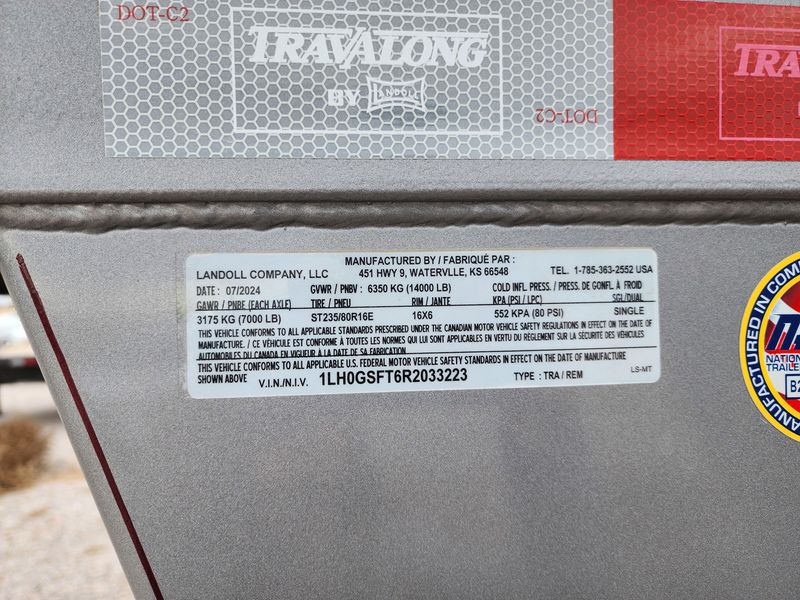 DOT-C2
TRAVALONG
BY LANDOLL
DOT-C2
TRAVA
MANUFACTURED BY / FABRIQUÉ PAR :
LANDOLL COMPANY, LLC 451 HWY 9, WATERVLLE, KS 66548 TEL. 1-785-363-2552 USA
DATE : 07/2024 GVWR / PNBV : 6350 KG (14000 LB) COLD INFL PRESS. / PRESS. DE GONFL. À FROID
GAWR / PNBE (EACH AXLE) TIRE / PNEU RIM / JANTE KPA (PSI / LPC) SGL/DUAL
3175 KG (7000 LB) ST235/80R16E 16X6 552 KPA (80 PSI) SINGLE
THIS VEHICLE CONFORMS TO ALL APPLICABLE STANDARDS PRESCRIBED UNDER THE CANADIAN MOTOR VEHICLE SAFETY REGULATIONS IN EFFECT ON THE DATE OF
MANUFACTURE. / CE VÉHICULE EST CONFORME À TOUTES LES NORMES QUI LUI SONT APPLICABLES EN VERTU DU RÈGLEMENT SUR LA SÉCURITÉ DES VÉHICULES
AUTOMOBILES DU CANADA EN VIGUEUR À LA DATE DE SA FABRICATION
THIS VEHICLE CONFORMS TO ALL APPLICABLE U.S. FEDERAL MOTOR VEHICLE SAFETY STANDARDS IN EFFECT ON THE DATE OF MANUFACTURE
SHOWN ABOVE V.I.N./N.I.V. 1LH0GSFT6R2033223 TYPE : TRA / REM LS-MT
MANUFACTURED IN COMP
NATION
TRAILE